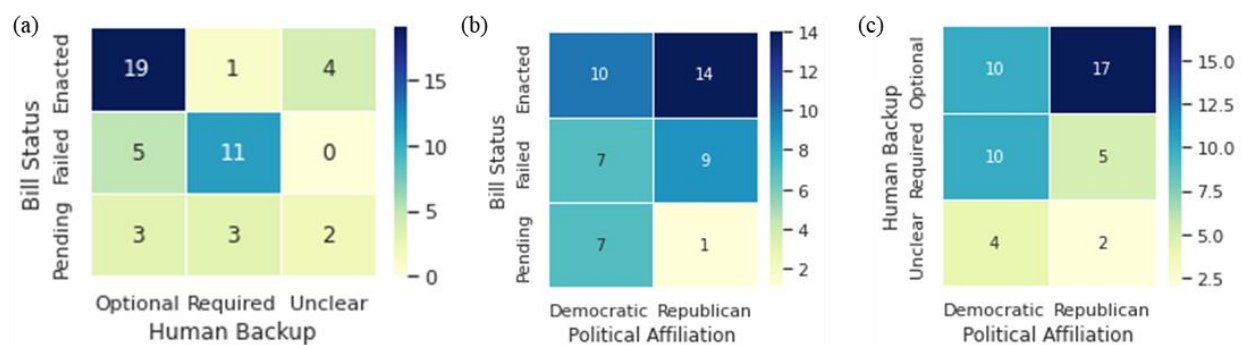 (a)
Bill Status
Enacted
Failed
Pending
19 1 4
5 11 0
3 3 2
Optional Required Unclear
Human Backup
15
10
5
0
(b)
Bill Status
Enacted
Failed
Pending
10 14
7 9
7 1
Democratic Republican
Political Affiliation
14
12
10
8
6
4
2
(c)
Human Backup
Optional
Required
Unclear
10 17
10 5
4 2
Democratic Republican
Political Affiliation
15.0
12.5
10.0
7.5
5.0
2.5